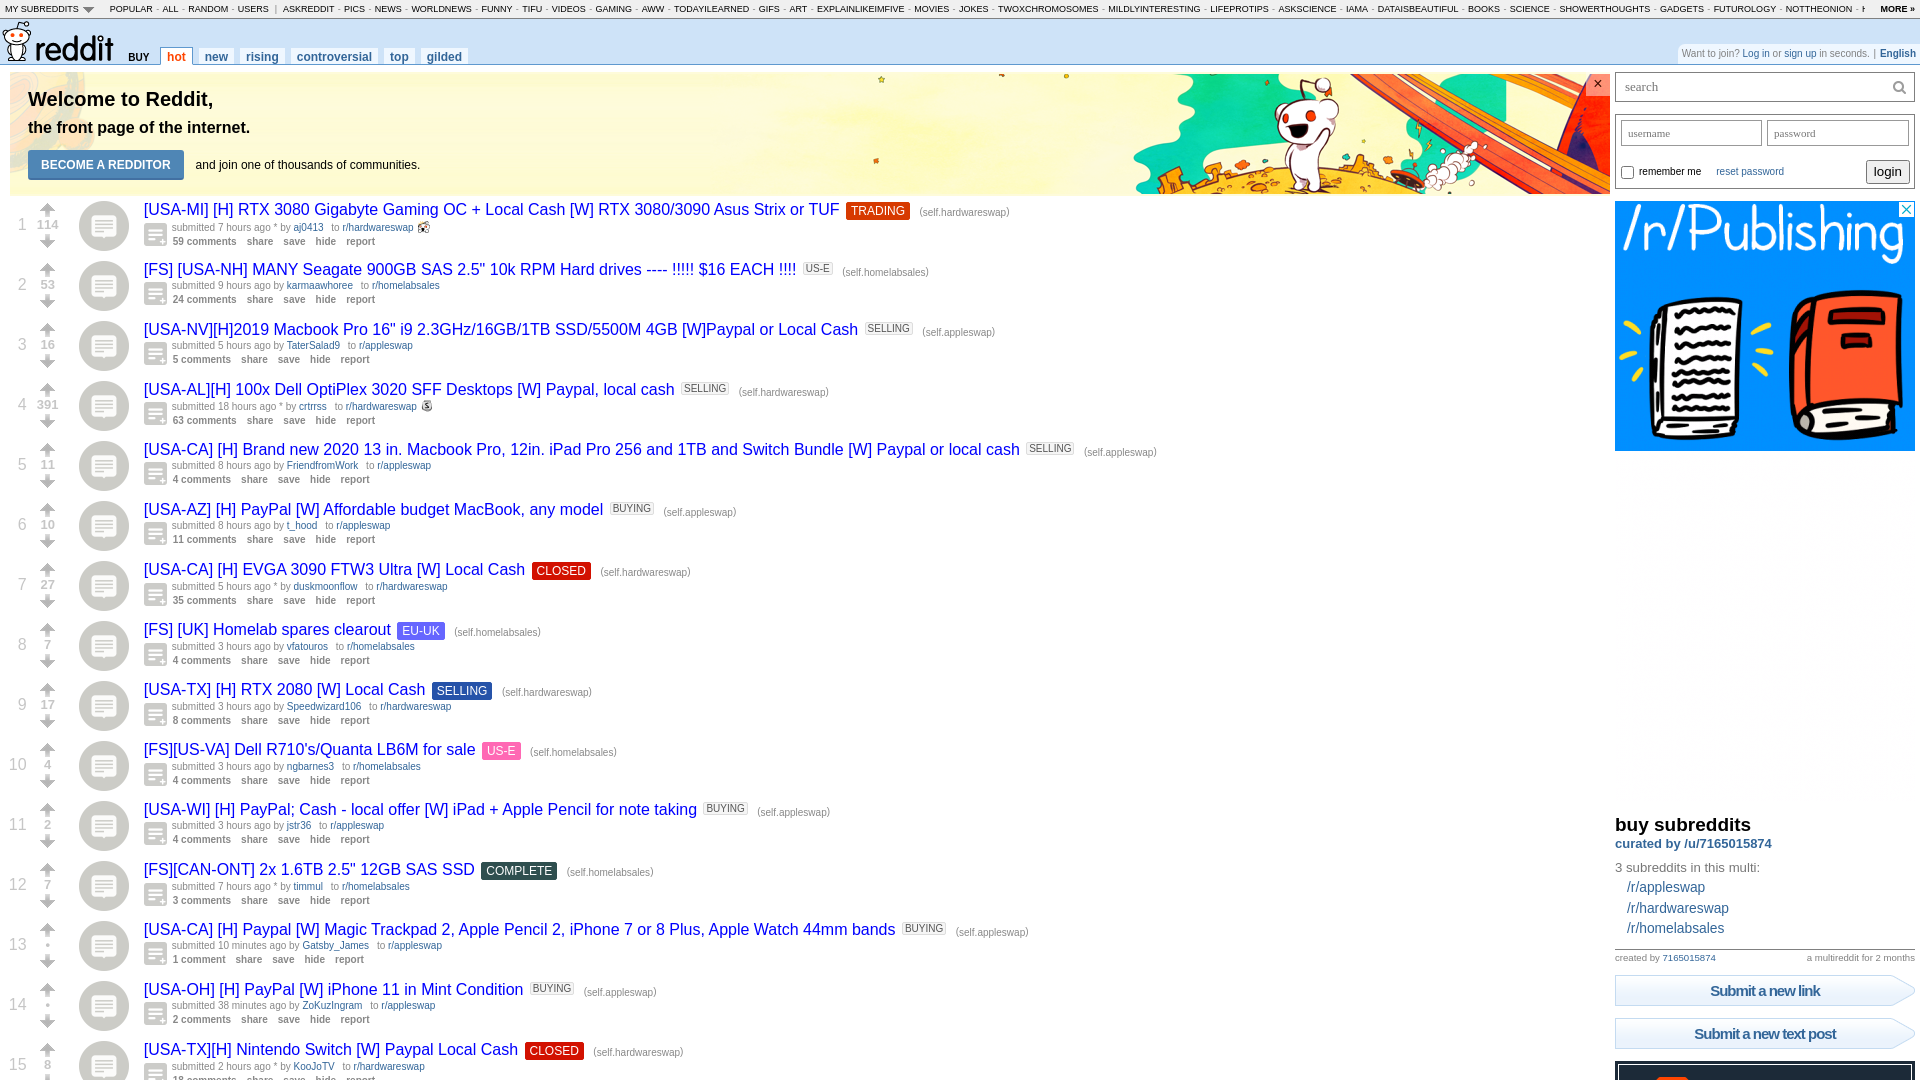 MY SUBREDDITS POPULAR - ALL - RANDOM - USERS | ASKREDDIT - PICS - NEWS - WORLDNEWS - FUNNY - TIFU - VIDEOS - GAMING - AWW - TODAYILEARNED - GIFS - ART - EXPLAINLIKEIMFIVE - MOVIES - JOKES - TWOXCHROMOSOMES - MILDLYINTERESTING - LIFEPROTIPS - ASKSCIENCE - IAMA - DATAISBEAUTIFUL - BOOKS - SCIENCE - SHOWERTHOUGHTS - GADGETS - FUTUROLOGY - NOTTHEONION - MORE »
reddit BUY hot new rising controversial top gilded
Want to join? Log in or sign up in seconds. | English
Welcome to Reddit,
the front page of the internet.
BECOME A REDDITOR and join one of thousands of communities.
×
search
username password
remember me reset password login
/r/Publishing
1 114
[USA-MI] [H] RTX 3080 Gigabyte Gaming OC + Local Cash [W] RTX 3080/3090 Asus Strix or TUF TRADING (self.hardwareswap)
submitted 7 hours ago * by aj0413 to r/hardwareswap
59 comments share save hide report
2 53
[FS] [USA-NH] MANY Seagate 900GB SAS 2.5" 10k RPM Hard drives ---- !!!!! $16 EACH !!!! US-E (self.homelabsales)
submitted 9 hours ago by karmaawhoree to r/homelabsales
24 comments share save hide report
3 16
[USA-NV][H]2019 Macbook Pro 16" i9 2.3GHz/16GB/1TB SSD/5500M 4GB [W]Paypal or Local Cash SELLING (self.appleswap)
submitted 5 hours ago by TaterSalad9 to r/appleswap
5 comments share save hide report
4 391
[USA-AL][H] 100x Dell OptiPlex 3020 SFF Desktops [W] Paypal, local cash SELLING (self.hardwareswap)
submitted 18 hours ago * by crtrrss to r/hardwareswap
63 comments share save hide report
5 11
[USA-CA] [H] Brand new 2020 13 in. Macbook Pro, 12in. iPad Pro 256 and 1TB and Switch Bundle [W] Paypal or local cash SELLING (self.appleswap)
submitted 8 hours ago by FriendfromWork to r/appleswap
4 comments share save hide report
6 10
[USA-AZ] [H] PayPal [W] Affordable budget MacBook, any model BUYING (self.appleswap)
submitted 8 hours ago by t_hood to r/appleswap
11 comments share save hide report
7 27
[USA-CA] [H] EVGA 3090 FTW3 Ultra [W] Local Cash CLOSED (self.hardwareswap)
submitted 5 hours ago * by duskmoonflow to r/hardwareswap
35 comments share save hide report
8 7
[FS] [UK] Homelab spares clearout EU-UK (self.homelabsales)
submitted 3 hours ago by vfatouros to r/homelabsales
4 comments share save hide report
9 17
[USA-TX] [H] RTX 2080 [W] Local Cash SELLING (self.hardwareswap)
submitted 3 hours ago by Speedwizard106 to r/hardwareswap
8 comments share save hide report
10 4
[FS][US-VA] Dell R710's/Quanta LB6M for sale US-E (self.homelabsales)
submitted 3 hours ago by ngbarnes3 to r/homelabsales
4 comments share save hide report
11 2
[USA-WI] [H] PayPal; Cash - local offer [W] iPad + Apple Pencil for note taking BUYING (self.appleswap)
submitted 3 hours ago by jstr36 to r/appleswap
4 comments share save hide report
12 7
[FS][CAN-ONT] 2x 1.6TB 2.5" 12GB SAS SSD COMPLETE (self.homelabsales)
submitted 7 hours ago * by timmul to r/homelabsales
3 comments share save hide report
13 •
[USA-CA] [H] Paypal [W] Magic Trackpad 2, Apple Pencil 2, iPhone 7 or 8 Plus, Apple Watch 44mm bands BUYING (self.appleswap)
submitted 10 minutes ago by Gatsby_James to r/appleswap
1 comment share save hide report
14 •
[USA-OH] [H] PayPal [W] iPhone 11 in Mint Condition BUYING (self.appleswap)
submitted 38 minutes ago by ZoKuzIngram to r/appleswap
2 comments share save hide report
15 8
[USA-TX][H] Nintendo Switch [W] Paypal Local Cash CLOSED (self.hardwareswap)
submitted 2 hours ago * by KooJoTV to r/hardwareswap
18 comments share save hide report
buy subreddits
curated by /u/7165015874
3 subreddits in this multi:
/r/appleswap
/r/hardwareswap
/r/homelabsales
created by 7165015874 a multireddit for 2 months
Submit a new link
Submit a new text post